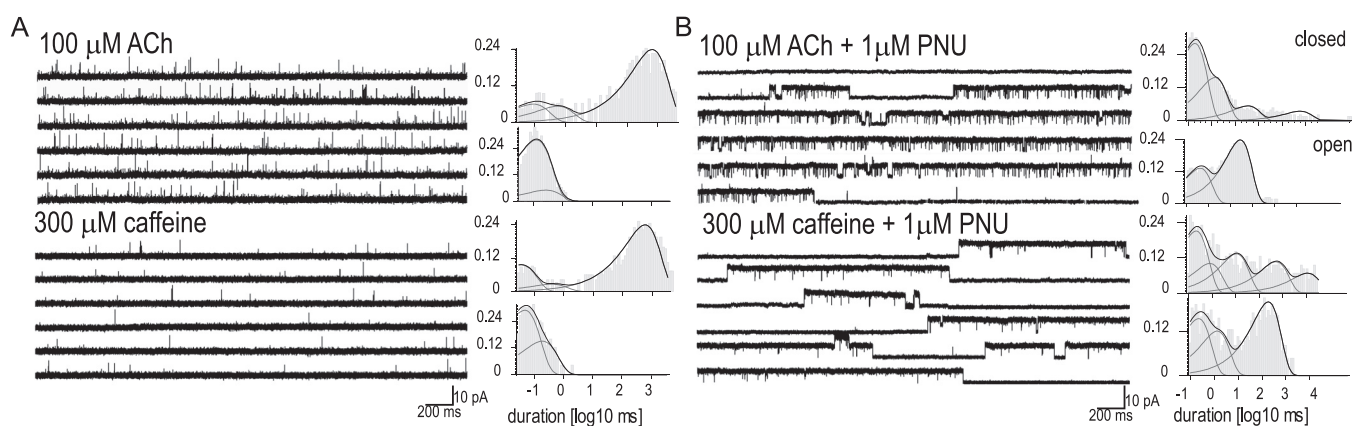 A
100 μM ACh
0.24
0.12
0
0.24
0.12
0
300 μM caffeine
0.24
0.12
0
0.24
0.12
0
-1 0 1 2 3
duration [log10 ms]
10 pA
200 ms
B
100 μM ACh + 1μM PNU
closed
0.24
0.12
0
open
0.24
0.12
0
300 μM caffeine + 1μM PNU
0.24
0.12
0
0.12
0
-1 0 1 2 3 4
duration [log10 ms]
10 pA
200 ms